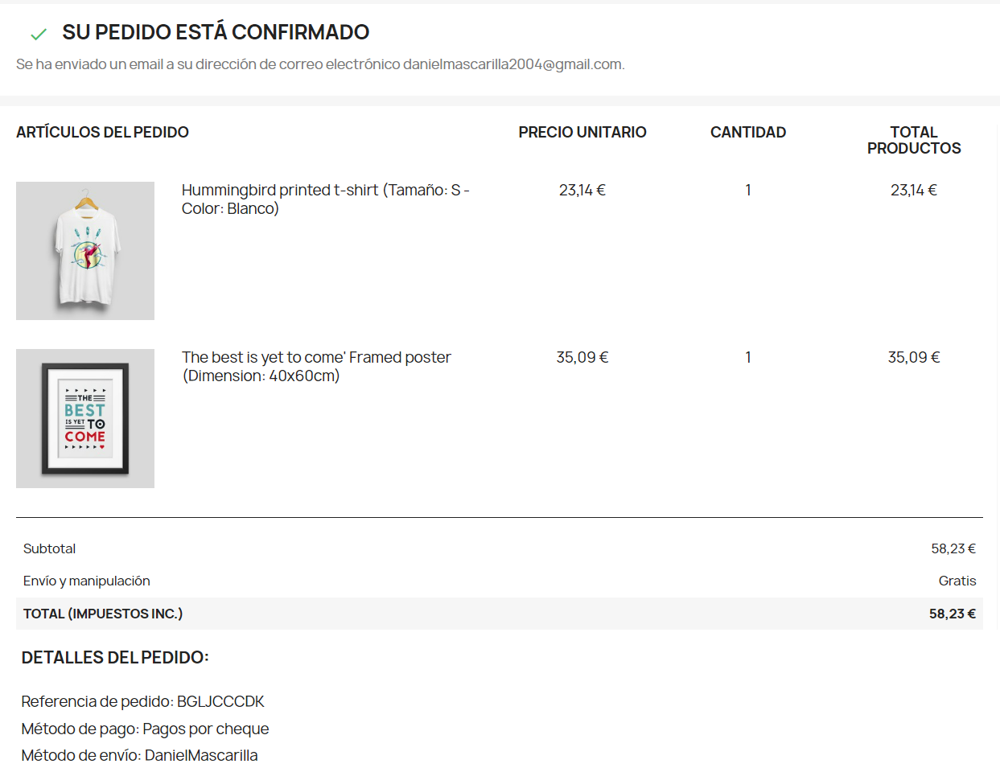 SU PEDIDO ESTÁ CONFIRMADO
Se ha enviado un email a su dirección de correo electrónico danielmascarilla2004@gmail.com.
ARTÍCULOS DEL PEDIDO PRECIO UNITARIO CANTIDAD TOTAL
PRODUCTOS
Hummingbird printed t-shirt (Tamaño: S - 23,14 € 1 23,14 €
Color: Blanco)
The best is yet to come' Framed poster 35,09 € 1 35,09 €
(Dimension: 40x60cm)
THE
BEST
IS YET TO
COME
Subtotal 58,23 €
Envío y manipulación Gratis
TOTAL (IMPUESTOS INC.) 58,23 €
DETALLES DEL PEDIDO:
Referencia de pedido: BGLJCCCDK
Método de pago: Pagos por cheque
Método de envío: DanielMascarilla